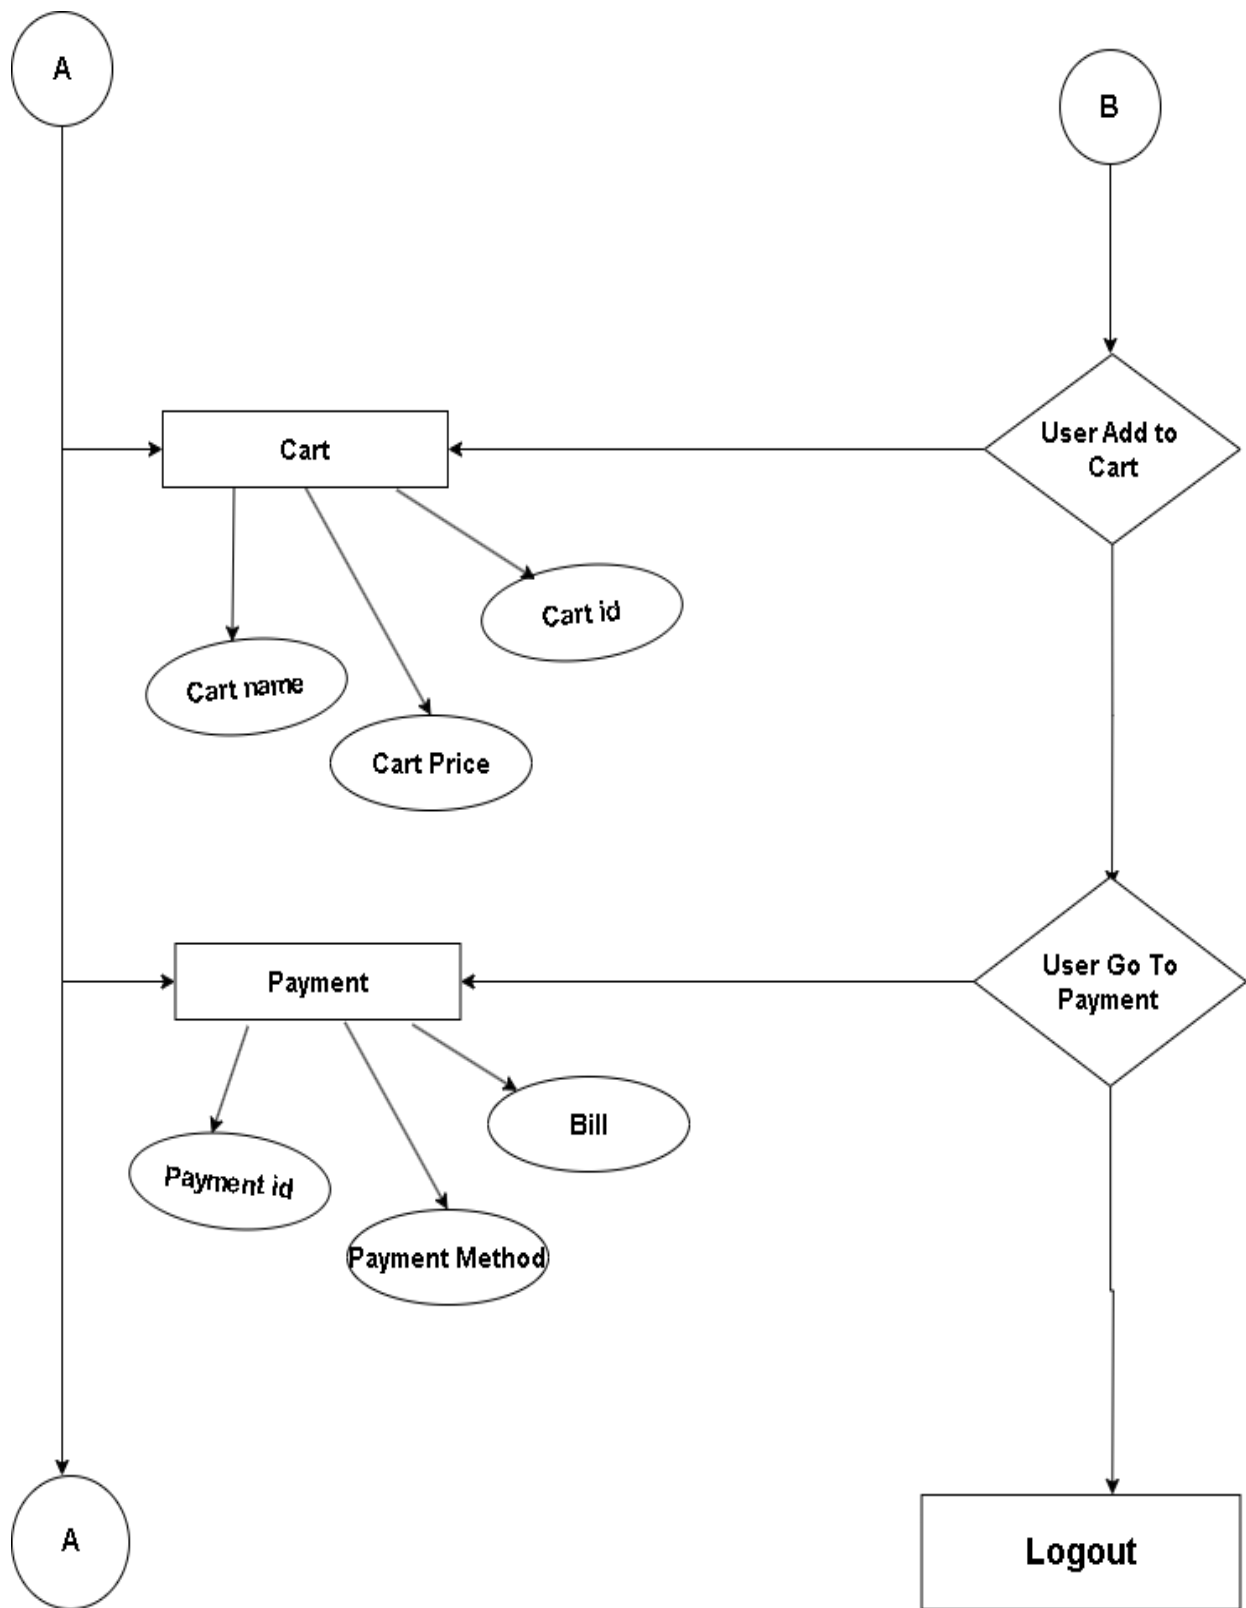 A
B
User Add to
Cart
Cart
Cart id
Cart name
Cart Price
User Go To
Payment
Payment
Bill
Payment id
Payment Method
A
Logout